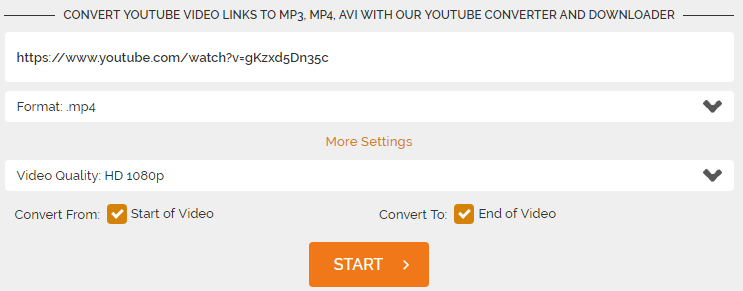 CONVERT YOUTUBE VIDEO LINKS TO MP3, MP4, AVI WITH OUR YOUTUBE CONVERTER AND DOWNLOADER
https://www.youtube.com/watch?v=gKzxd5Dn35c
Format: .mp4
More Settings
Video Quality: HD 1080p
Convert From: Start of Video Convert To: End of Video
START